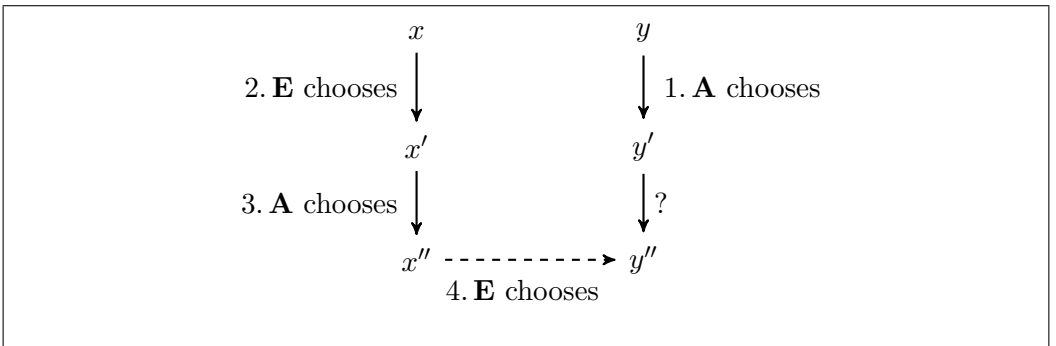 x y
2. E chooses 1. A chooses
x′ y′
3. A chooses ?
x″ y″
4. E chooses